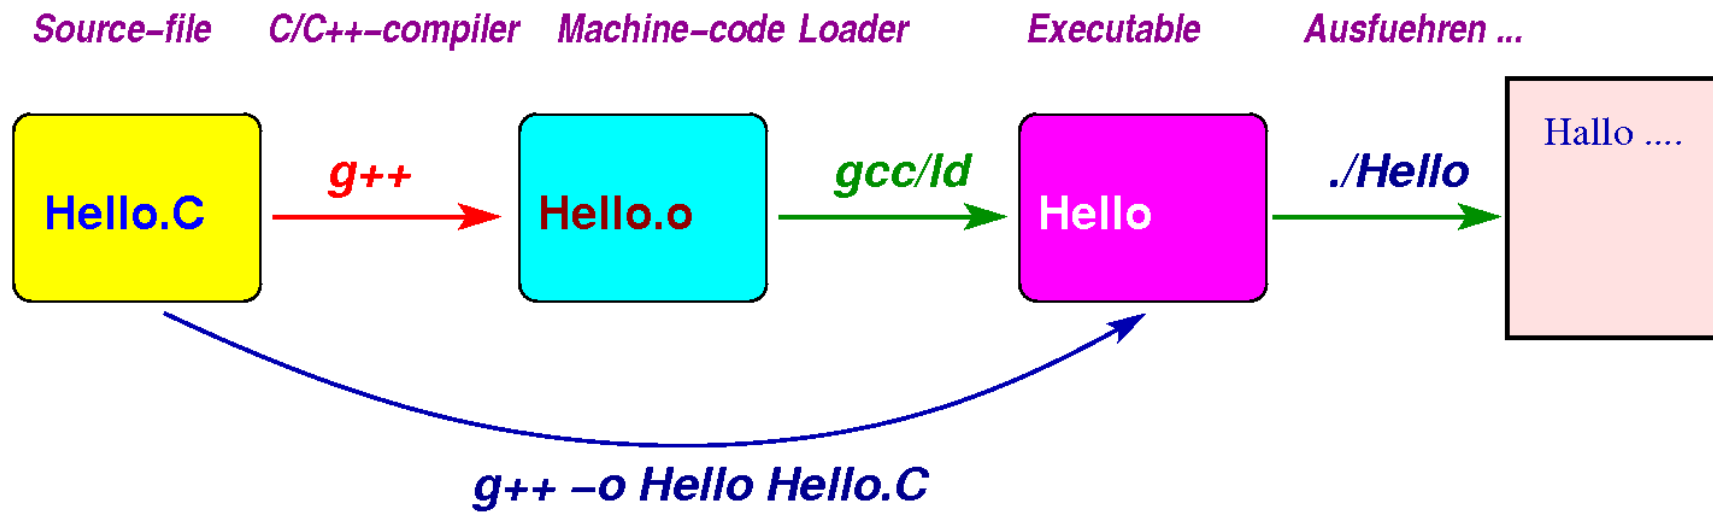 Source-file C/C++-compiler Machine-code Loader Executable Ausfuehren ...
Hallo ....
g++ gcc/ld ./Hello
Hello.C Hello.o Hello
g++ -o Hello Hello.C